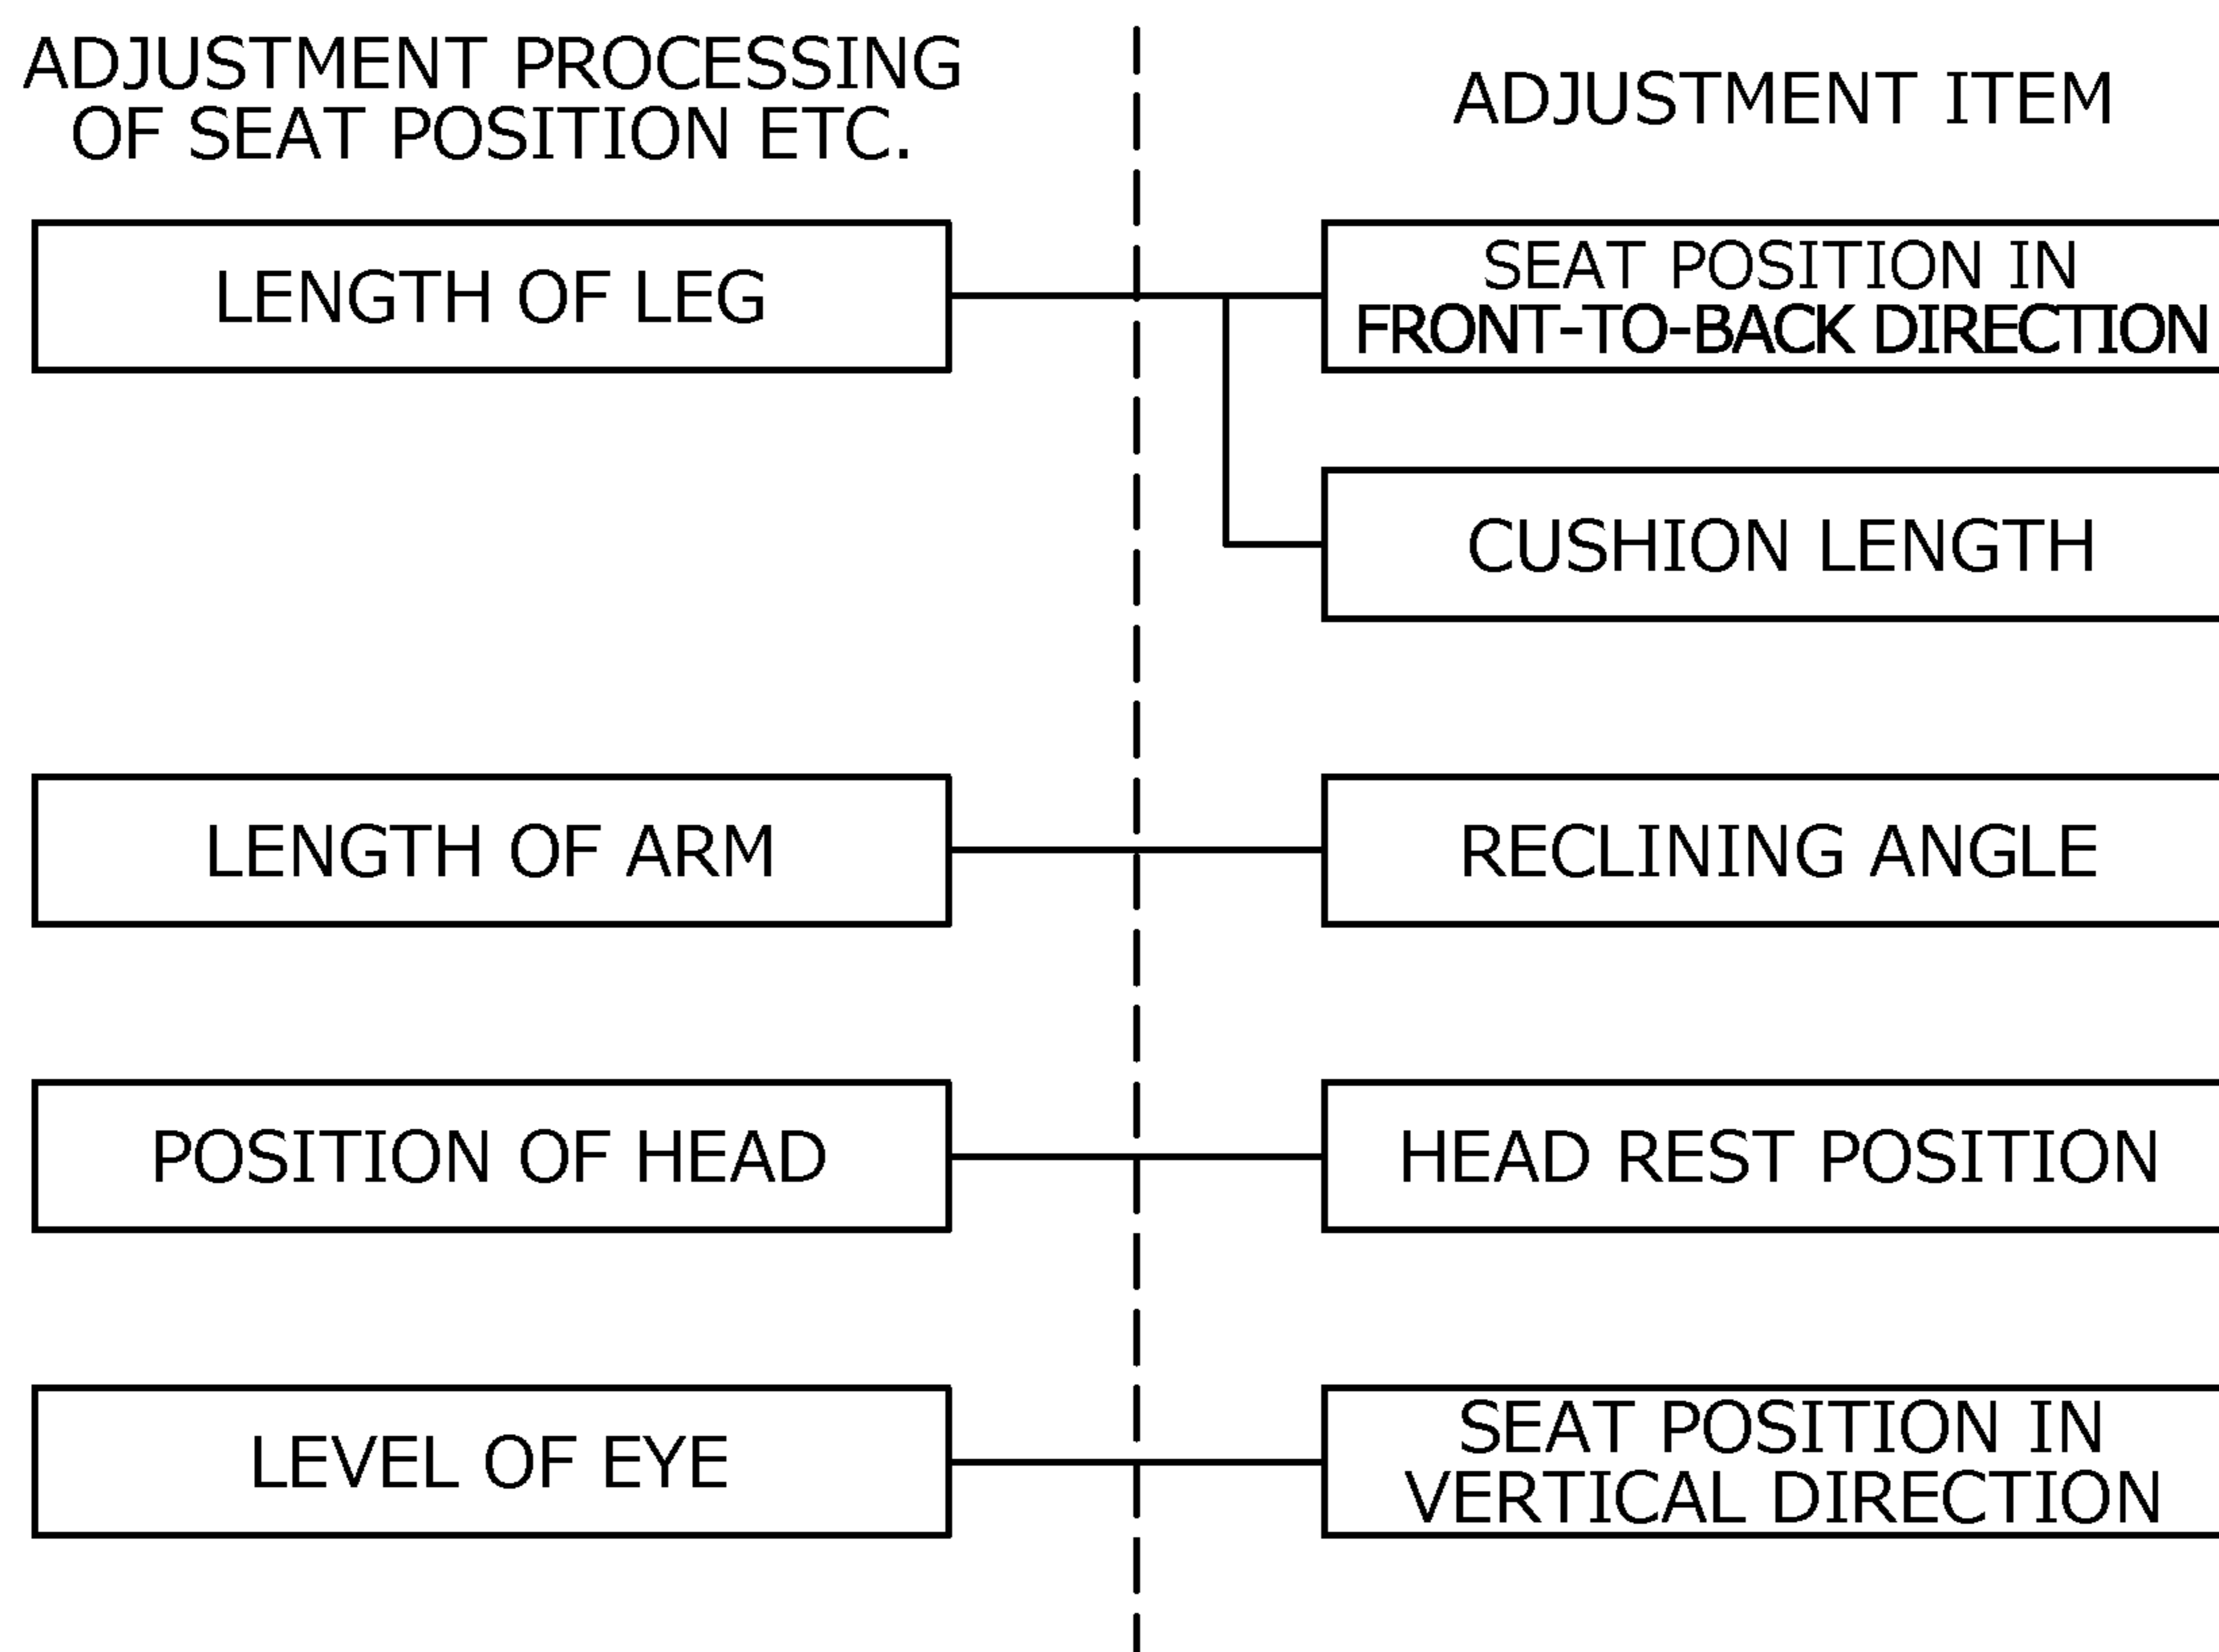 ADJUSTMENT PROCESSING
OF SEAT POSITION ETC.
ADJUSTMENT ITEM
LENGTH OF LEG
SEAT POSITION IN
FRONT-TO-BACK DIRECTION
CUSHION LENGTH
LENGTH OF ARM
RECLINING ANGLE
POSITION OF HEAD
HEAD REST POSITION
LEVEL OF EYE
SEAT POSITION IN
VERTICAL DIRECTION